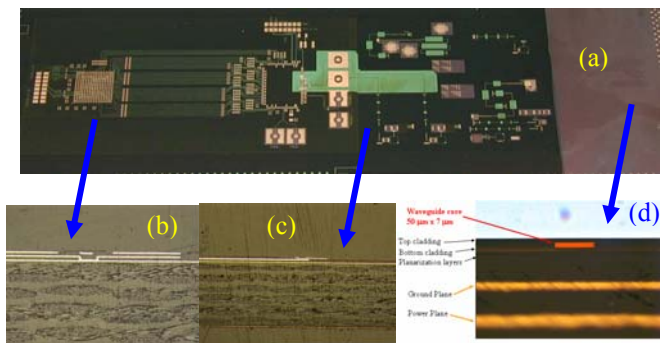 (a)
(b)
(c)
(d)
Waveguide core
50 µm x 7 µm
Top cladding
Bottom cladding
Planarization layers
Ground Plane
Power Plane